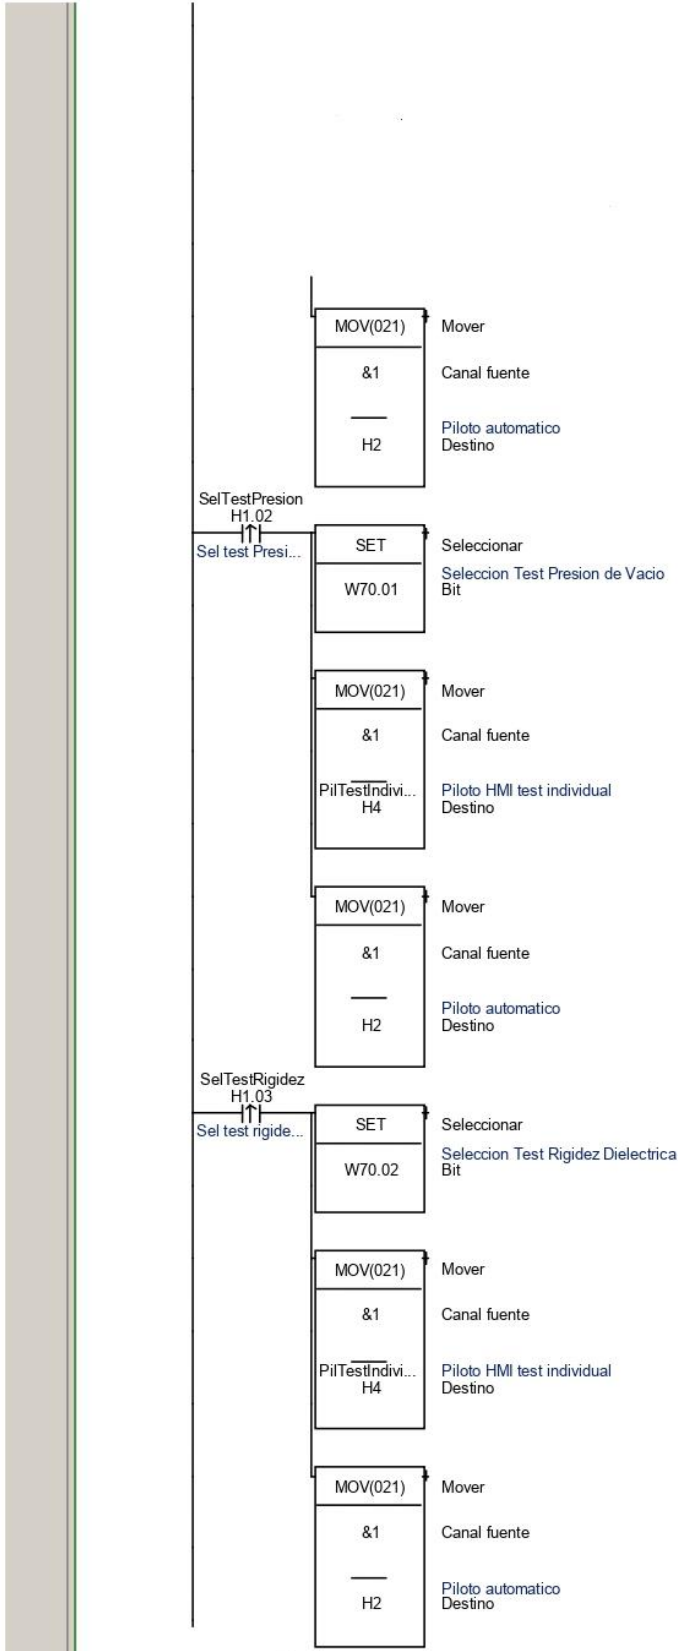 MOV(021)
Mover
&1
Canal fuente
Piloto automatico
H2
Destino
SelTestPresion
H1.02
Sel test Presi...
SET
Seleccionar
Seleccion Test Presion de Vacio
W70.01
Bit
MOV(021)
Mover
&1
Canal fuente
PilTestIndivi...
Piloto HMI test individual
H4
Destino
MOV(021)
Mover
&1
Canal fuente
Piloto automatico
H2
Destino
SelTestRigidez
H1.03
Sel test rigide...
SET
Seleccionar
Seleccion Test Rigidez Dielectrica
W70.02
Bit
MOV(021)
Mover
&1
Canal fuente
PilTestIndivi...
Piloto HMI test individual
H4
Destino
MOV(021)
Mover
&1
Canal fuente
Piloto automatico
H2
Destino